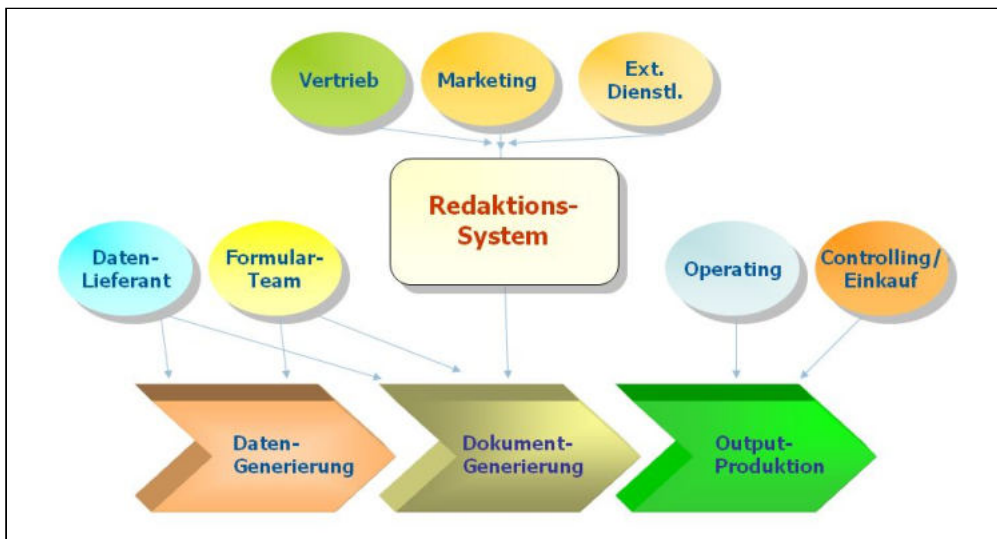 Vertrieb
Marketing
Ext.
Dienstl.
Redaktions-
System
Daten-
Lieferant
Formular-
Team
Operating
Controlling/
Einkauf
Daten-
Generierung
Dokument-
Generierung
Output-
Produktion